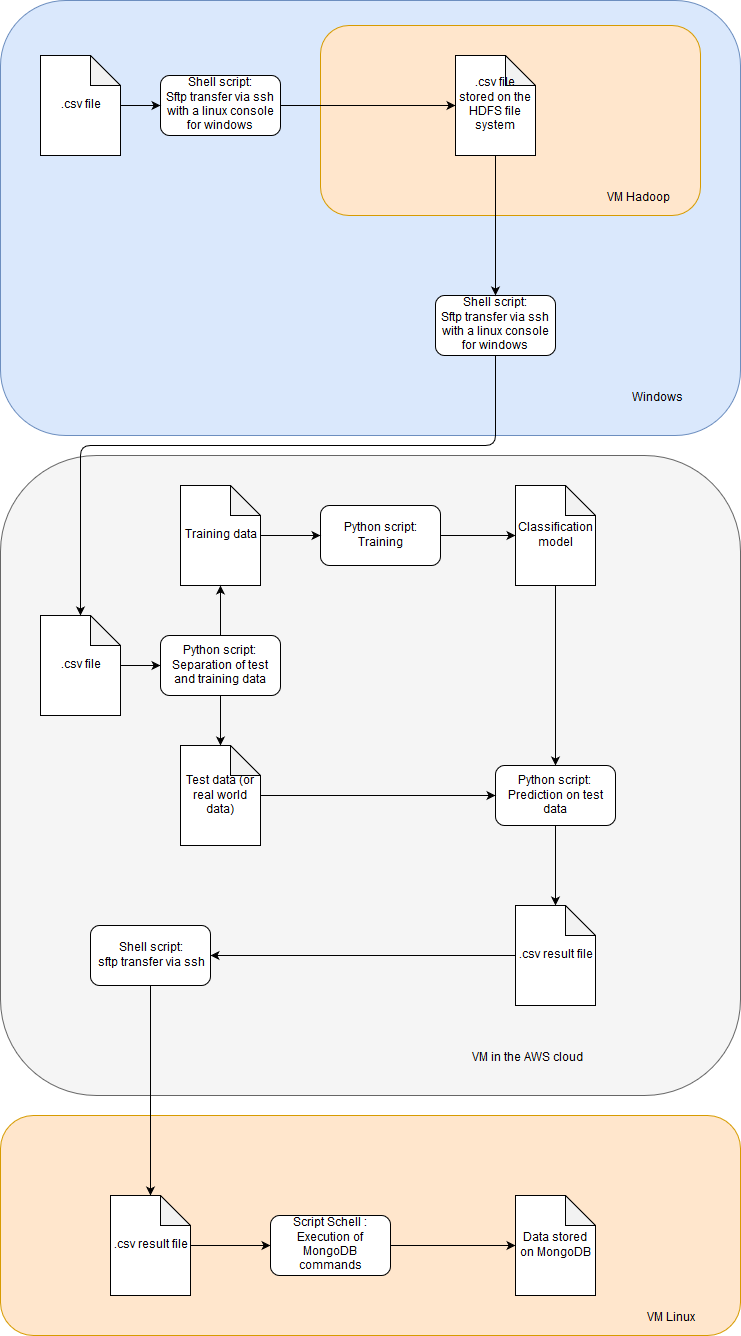 .csv file
Shell script:
Sftp transfer via ssh
with a linux console
for windows
.csv file
stored on the
HDFS file
system
VM Hadoop
Shell script:
Sftp transfer via ssh
with a linux console
for windows
Windows
Training data
Python script:
Training
Classification
model
.csv file
Python script:
Separation of test
and training data
Test data (or
real world
data)
Python script:
Prediction on test
data
Shell script:
sftp transfer via ssh
.csv result file
VM in the AWS cloud
.csv result file
Script Schell :
Execution of
MongoDB
commands
Data stored
on MongoDB
VM Linux